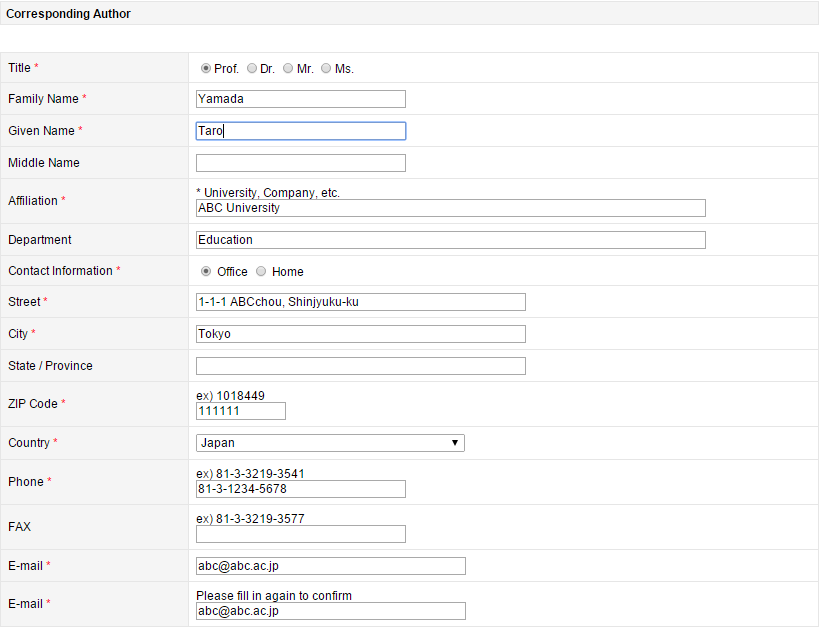 Corresponding Author
Title * Prof. Dr. Mr. Ms.
Family Name * Yamada
Given Name * Taro
Middle Name
Affiliation * * University, Company, etc.
ABC University
Department Education
Contact Information * Office Home
Street * 1-1-1 ABCchou, Shinjyuku-ku
City * Tokyo
State / Province
ZIP Code * ex) 1018449
111111
Country * Japan
Phone * ex) 81-3-3219-3541
81-3-1234-5678
FAX ex) 81-3-3219-3577
E-mail * abc@abc.ac.jp
E-mail * Please fill in again to confirm
abc@abc.ac.jp